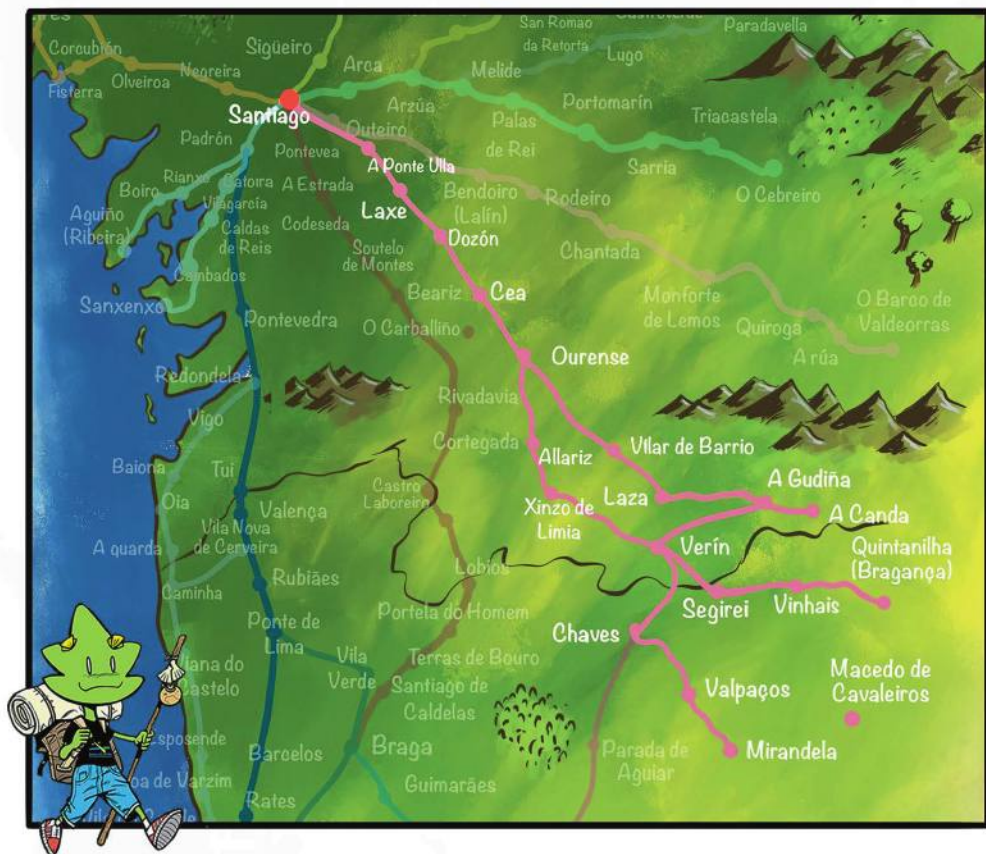 Paradavella
San Romao
da Retorta
Lugo
Sigüeiro
Corcubión
Fisterra
Olveiroa
Negreira
Arca
Melide
Santiago
Arzúa
Portomarín
Triacastela
Outeiro
Palas
de Rei
Sarria
O Cebreiro
Padrón
Pontevea
A Ponte Ulla
Rianxo
Boiro
Catoira
A Estrada
Bendoiro
(Lalín)
Rodeiro
Vilagarcía
Laxe
Aguiño
(Ribeira)
Caldas
de Reis
Codeseda
Dozón
Chantada
Soutelo
de Montes
Cambados
Cea
Beariz
Sanxenxo
Monforte
de Lemos
O Barco de
Valdeorras
Pontevedra
O Carballiño
Quiroga
A rúa
Ourense
Redondela
Rivadavia
Vigo
Cortegada
Allariz
Vilar de Barrio
Baiona
Tui
Castro
Laboreiro
Xinzo de
Limia
Laza
A Gudiña
A Canda
Oia
Valença
Vila Nova
de Cerveira
A guarda
Verín
Quintanilha
(Bragança)
Caminha
Rubiães
Lobios
Segirei
Vinhais
Portela do Homem
Ponte de
Lima
Chaves
Vila
Verde
Terras de Bouro
Viana do
Castelo
Santiago de
Caldelas
Valpaços
Macedo de
Cavaleiros
Esposende
Barcelos
Braga
Parada de
Aguiar
Mirandela
Guimarães
Rates